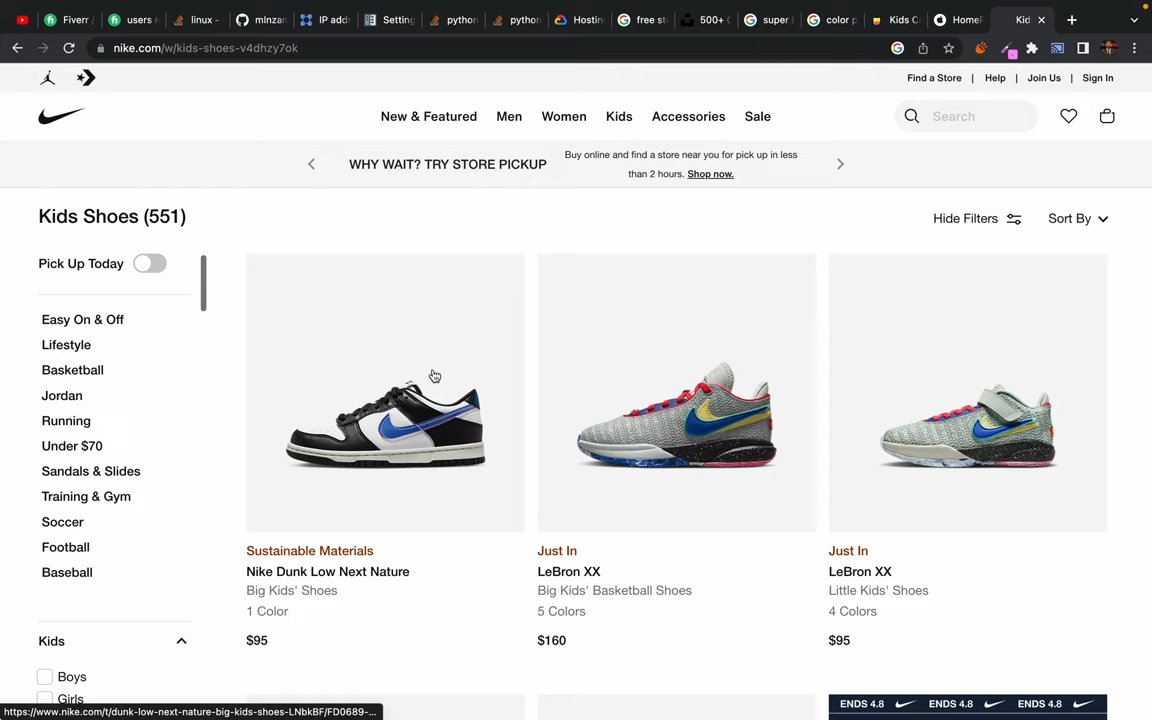 Fiverr /
users n
linux -
mlnzan
IP addr
Setting
python
python
Hostin
free st
500+
super
color p
Kids C
HomeP
Kid
nike.com/w/kids-shoes-v4dhzy7ok
Find a Store | Help | Join Us | Sign In
New & Featured Men Women Kids Accessories Sale
Search
WHY WAIT? TRY STORE PICKUP
Buy online and find a store near you for pick up in less
than 2 hours. Shop now.
Kids Shoes (551)
Hide Filters
Sort By
Pick Up Today
Easy On & Off
Lifestyle
Basketball
Jordan
Running
Under $70
Sandals & Slides
Training & Gym
Soccer
Football
Baseball
Kids
Boys
Girls
Sustainable Materials
Nike Dunk Low Next Nature
Big Kids' Shoes
1 Color
$95
Just In
LeBron XX
Big Kids' Basketball Shoes
5 Colors
$160
Just In
LeBron XX
Little Kids' Shoes
4 Colors
$95
ENDS 4.8 ENDS 4.8 ENDS 4.8
https://www.nike.com/t/dunk-low-next-nature-big-kids-shoes-LNbkBF/FD0689-...